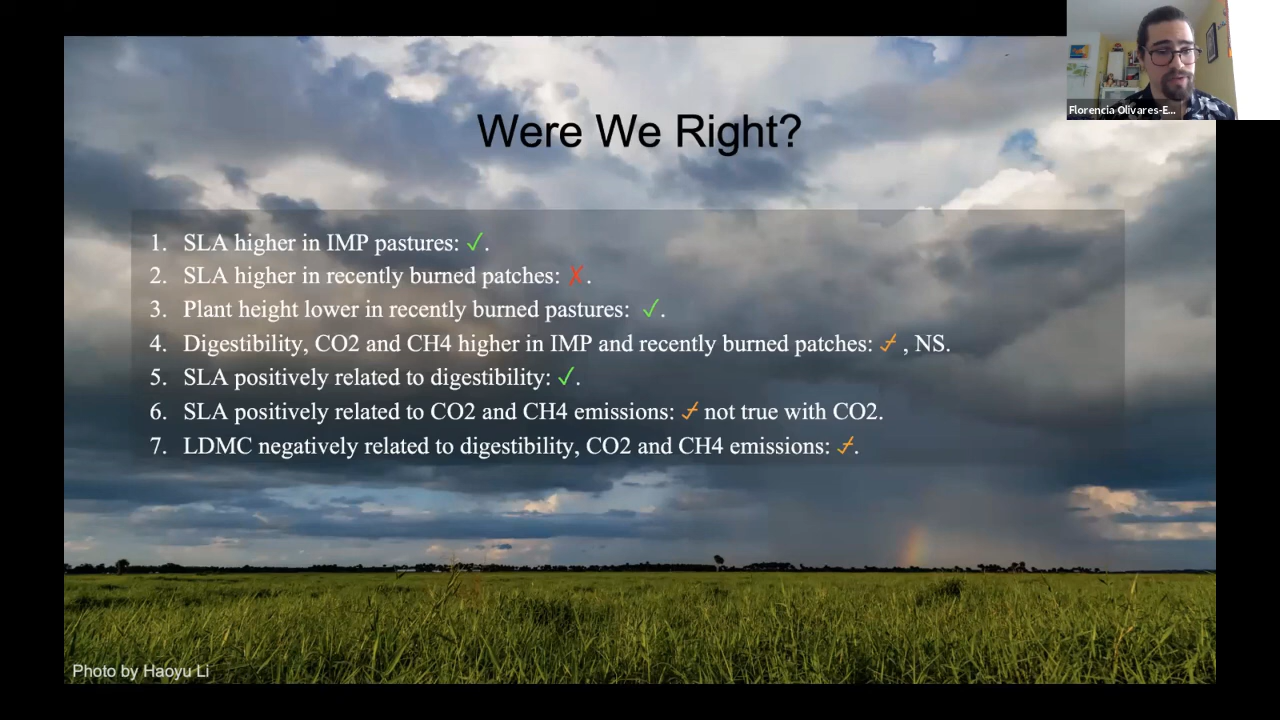 Florencia Olivares-E...
Were We Right?
1. SLA higher in IMP pastures: ✓.
2. SLA higher in recently burned patches: ✗.
3. Plant height lower in recently burned pastures: ✓.
4. Digestibility, CO2 and CH4 higher in IMP and recently burned patches: ✓ , NS.
5. SLA positively related to digestibility: ✓.
6. SLA positively related to CO2 and CH4 emissions: ✓ not true with CO2.
7. LDMC negatively related to digestibility, CO2 and CH4 emissions: ✓.
Photo by Haoyu Li